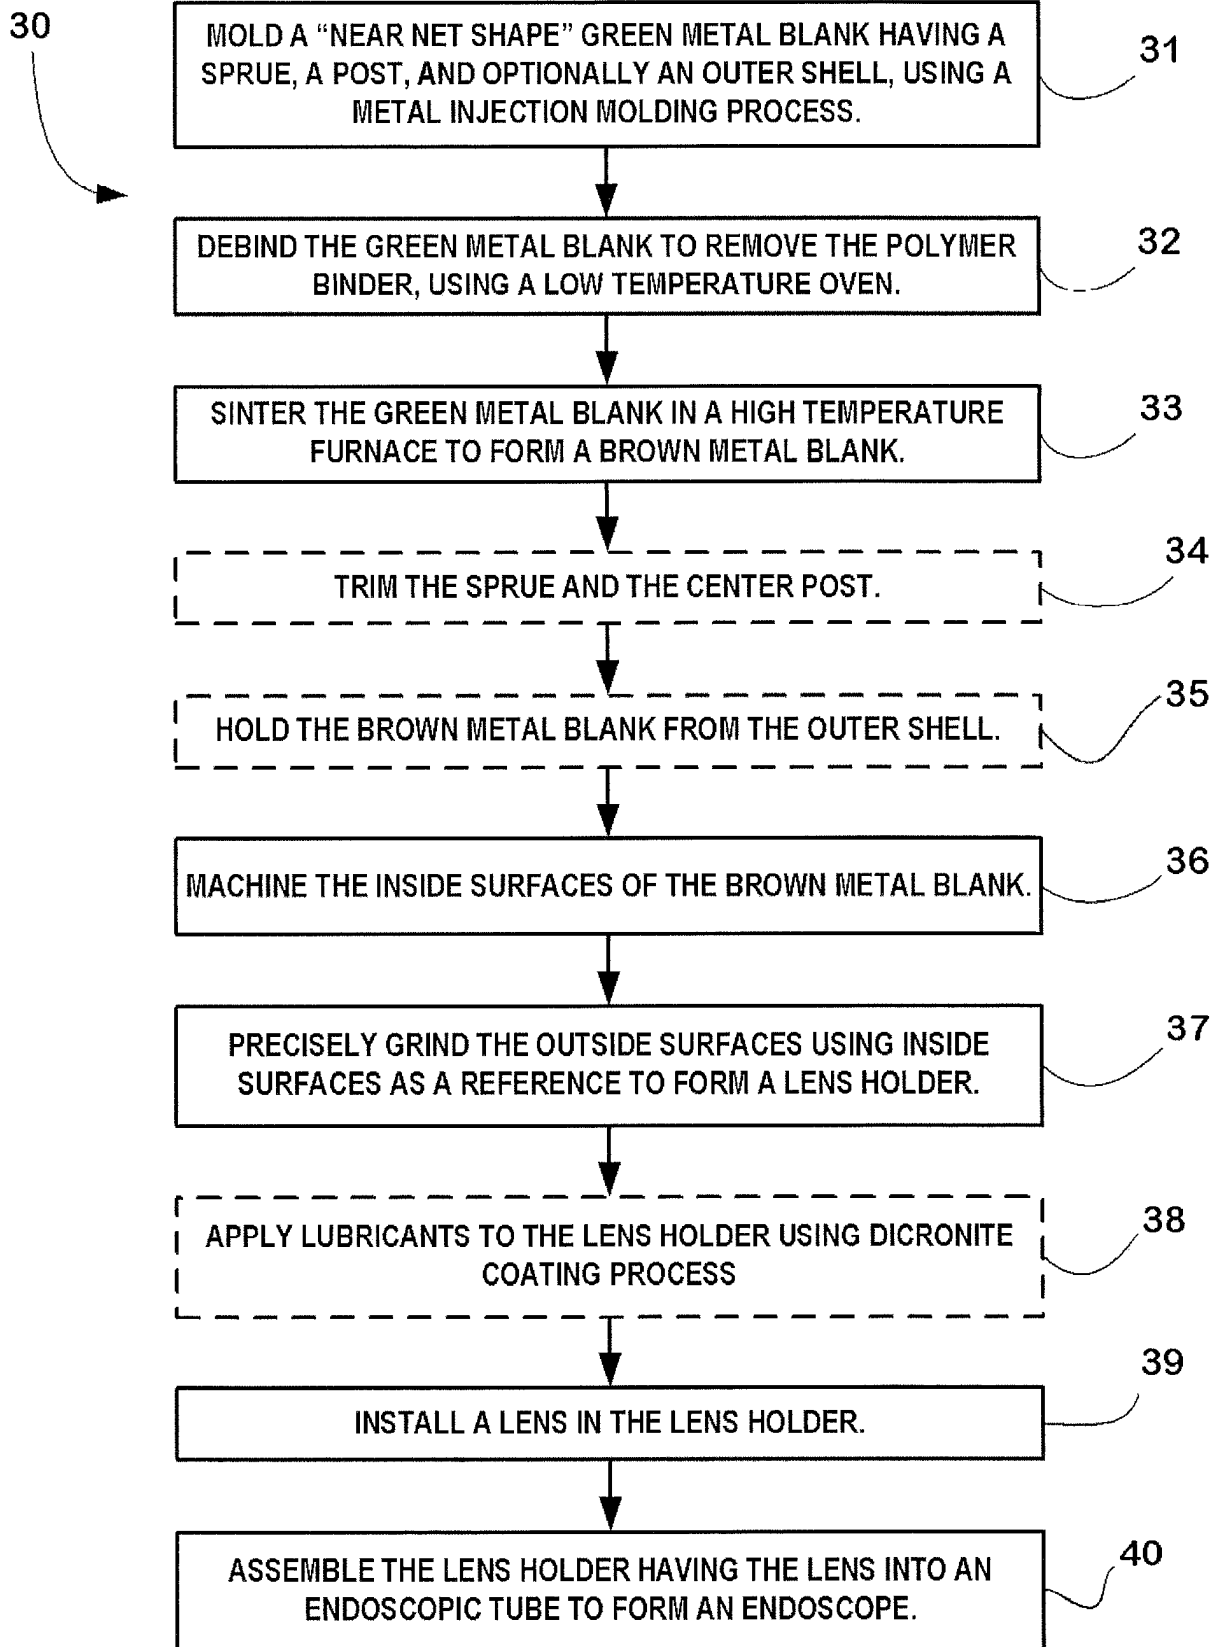 30
MOLD A “NEAR NET SHAPE” GREEN METAL BLANK HAVING A
SPRUE, A POST, AND OPTIONALLY AN OUTER SHELL, USING A
METAL INJECTION MOLDING PROCESS.
31
DEBIND THE GREEN METAL BLANK TO REMOVE THE POLYMER
BINDER, USING A LOW TEMPERATURE OVEN.
32
SINTER THE GREEN METAL BLANK IN A HIGH TEMPERATURE
FURNACE TO FORM A BROWN METAL BLANK.
33
TRIM THE SPRUE AND THE CENTER POST.
34
HOLD THE BROWN METAL BLANK FROM THE OUTER SHELL.
35
MACHINE THE INSIDE SURFACES OF THE BROWN METAL BLANK.
36
PRECISELY GRIND THE OUTSIDE SURFACES USING INSIDE
SURFACES AS A REFERENCE TO FORM A LENS HOLDER.
37
APPLY LUBRICANTS TO THE LENS HOLDER USING DICRONITE
COATING PROCESS
38
INSTALL A LENS IN THE LENS HOLDER.
39
ASSEMBLE THE LENS HOLDER HAVING THE LENS INTO AN
ENDOSCOPIC TUBE TO FORM AN ENDOSCOPE.
40